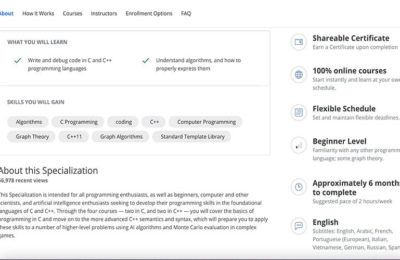 About How it Works Courses Instructors Enrollment Options FAQ
WHAT YOU WILL LEARN
Write and debug code in C and C++
programming languages
Understand algorithms, and how to
properly express them
SKILLS YOU WILL GAIN
Algorithms C Programming coding C++ Computer Programming
Graph Theory C++11 Graph Algorithms Standard Template Library
About this Specialization
66,978 recent views
This Specialization is intended for all programming enthusiasts, as well as beginners, computer and other
scientists, and artificial intelligence enthusiasts seeking to develop their programming skills in the foundational
languages of C and C++. Through the four courses — two in C, and two in C++ — you will cover the basics of
programming in C and move on to the more advanced C++ semantics and syntax, which will prepare you to apply
these skills to a number of higher-level problems using AI algorithms and Monte Carlo evaluation in complex
games.
Shareable Certificate
Earn a Certificate upon completion
100% online courses
Start instantly and learn at your own
schedule.
Flexible Schedule
Set and maintain flexible deadlines.
Beginner Level
Familiarity with any other programm
language; some graph theory.
Approximately 6 months
to complete
Suggested pace of 2 hours/week
English
Subtitles: English, Arabic, French,
Portuguese (European), Italian,
Vietnamese, German, Russian, Spani